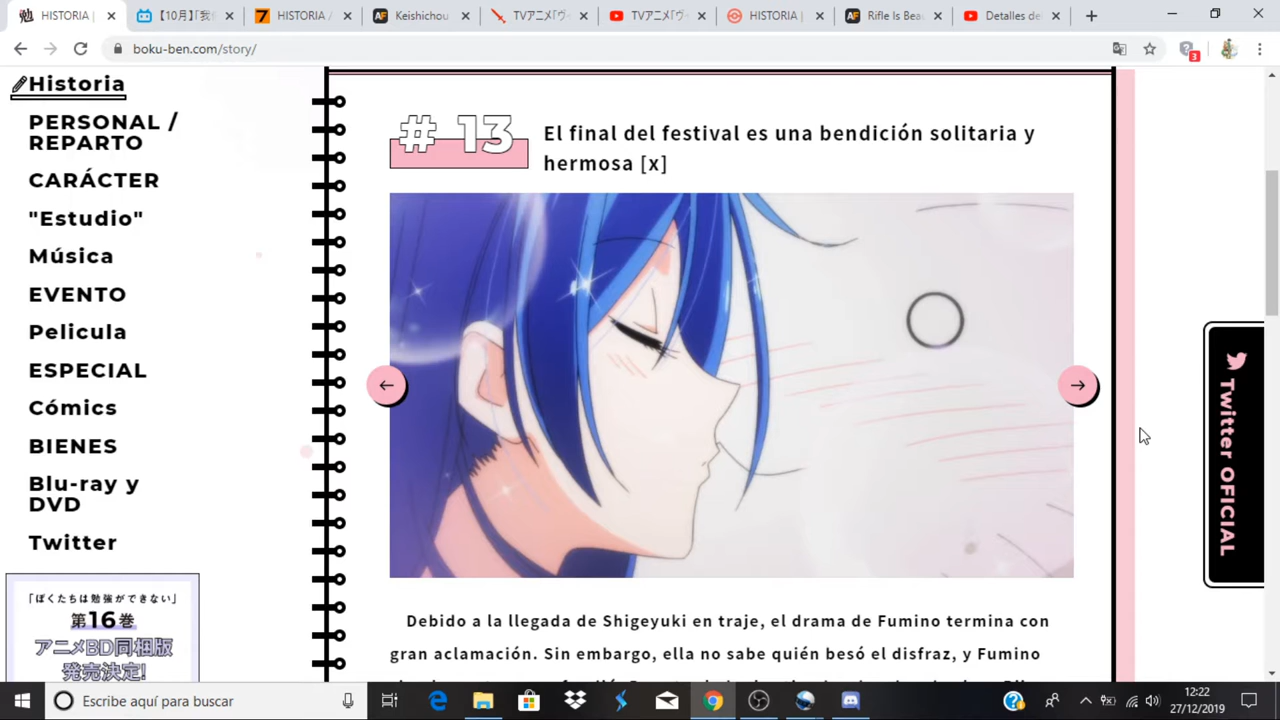 HISTORIA
【10月】『我
HISTORIA /
Keishichou
TVアニメ「ヴ
TVアニメ「ヴ
HISTORIA |
Rifle Is Bea
Detalles de
boku-ben.com/story/
3
Historia
PERSONAL /
REPARTO
CARÁCTER
"Estudio"
Música
EVENTO
Pelicula
ESPECIAL
Cómics
BIENES
Blu-ray y
DVD
Twitter
「ぼくたちは勉強ができない」
第16巻
アニメBD同梱版
発売決定!
# 13
El final del festival es una bendición solitaria y
hermosa [x]
Debido a la llegada de Shigeyuki en traje, el drama de Fumino termina con
gran aclamación. Sin embargo, ella no sabe quién besó el disfraz, y Fumino
Twitter OFICIAL
Escribe aquí para buscar
12:22
27/12/2019